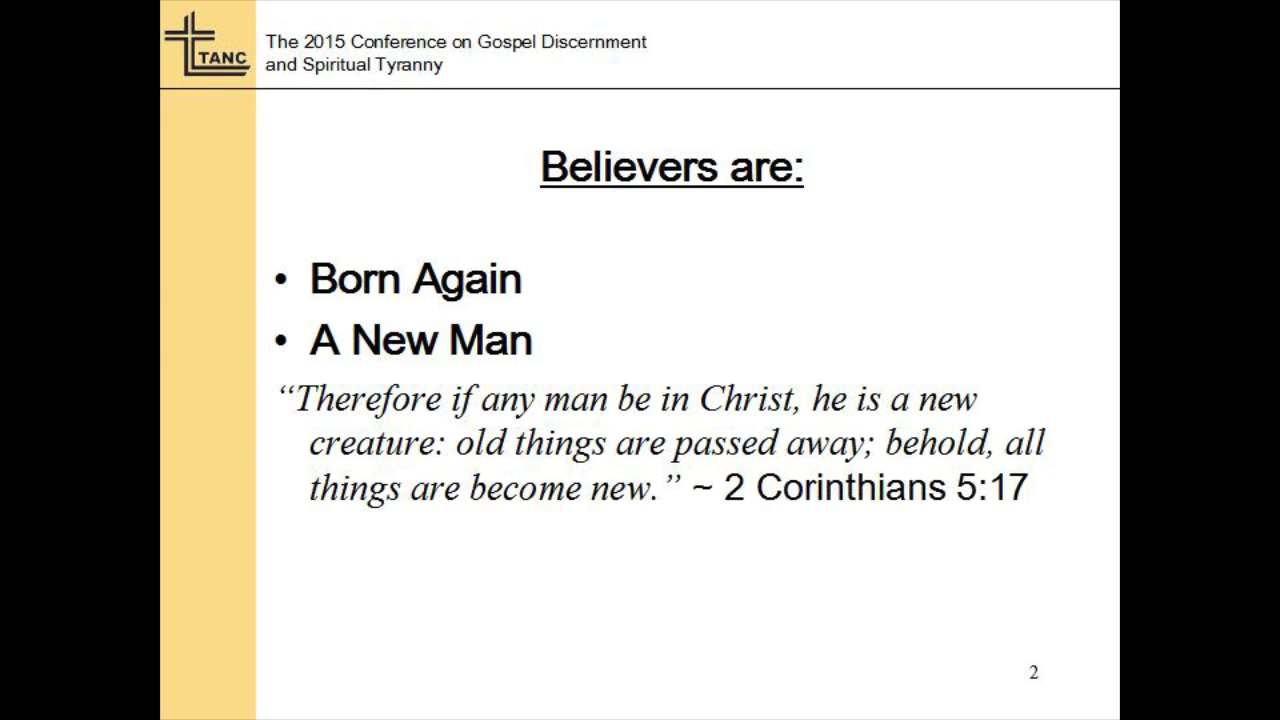 TANC
The 2015 Conference on Gospel Discernment
and Spiritual Tyranny
Believers are:
• Born Again
• A New Man
“Therefore if any man be in Christ, he is a new
creature: old things are passed away; behold, all
things are become new.” ~ 2 Corinthians 5:17
2